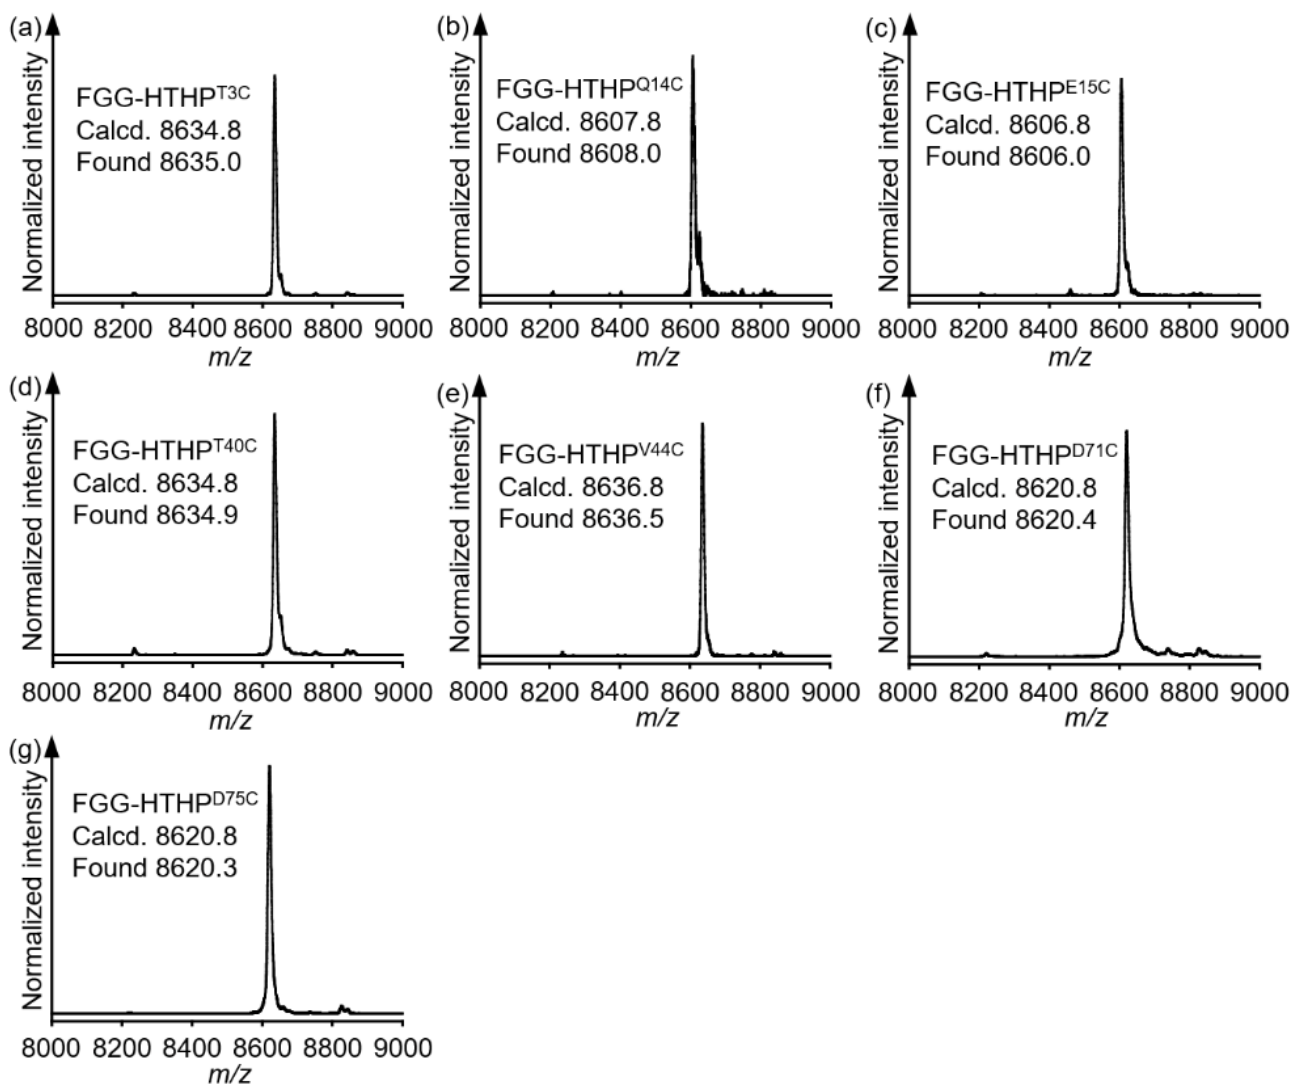 (a)
Normalized intensity
FGG-HTHPT3C
Calcd. 8634.8
Found 8635.0
8000 8200 8400 8600 8800 9000
m/z
(b)
Normalized intensity
FGG-HTHPQ14C
Calcd. 8607.8
Found 8608.0
8000 8200 8400 8600 8800 9000
m/z
(c)
Normalized intensity
FGG-HTHPE15C
Calcd. 8606.8
Found 8606.0
8000 8200 8400 8600 8800 9000
m/z
(d)
Normalized intensity
FGG-HTHPT40C
Calcd. 8634.8
Found 8634.9
8000 8200 8400 8600 8800 9000
m/z
(e)
Normalized intensity
FGG-HTHPV44C
Calcd. 8636.8
Found 8636.5
8000 8200 8400 8600 8800 9000
m/z
(f)
Normalized intensity
FGG-HTHPD71C
Calcd. 8620.8
Found 8620.4
8000 8200 8400 8600 8800 9000
m/z
(g)
Normalized intensity
FGG-HTHPD75C
Calcd. 8620.8
Found 8620.3
8000 8200 8400 8600 8800 9000
m/z